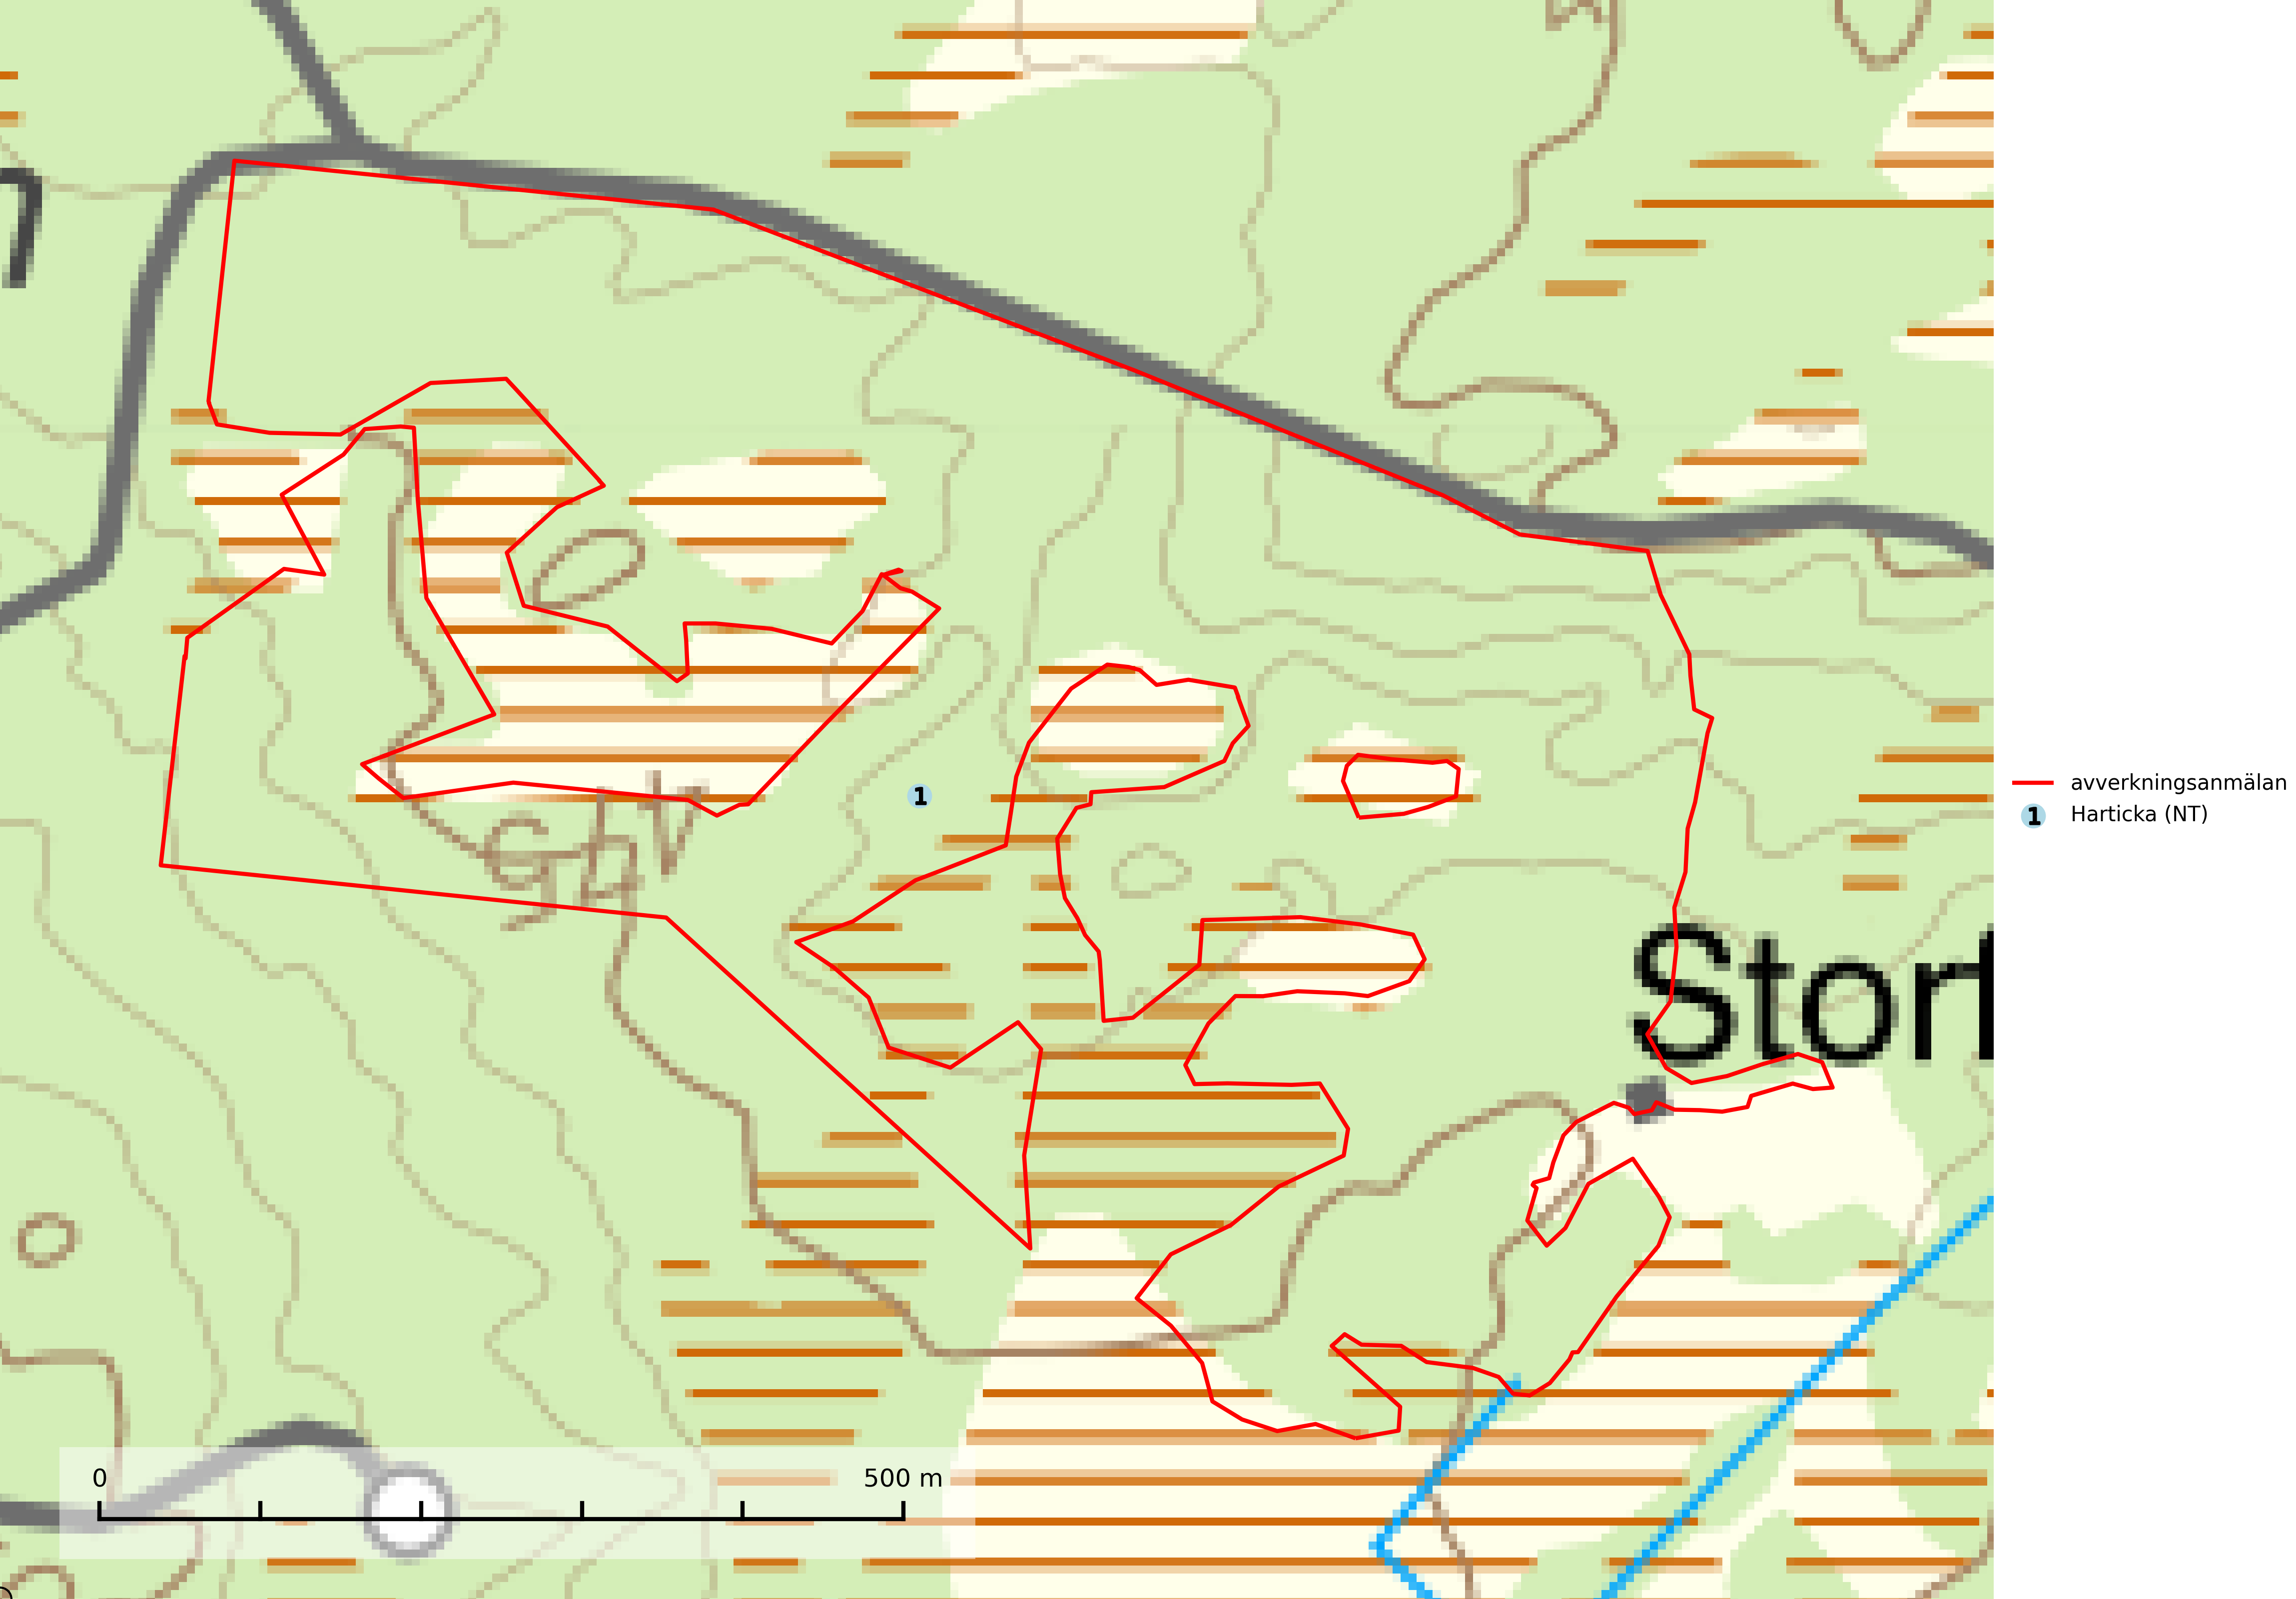 1
avverkningsanmälan
1 Harticka (NT)
Stor
0 500 m